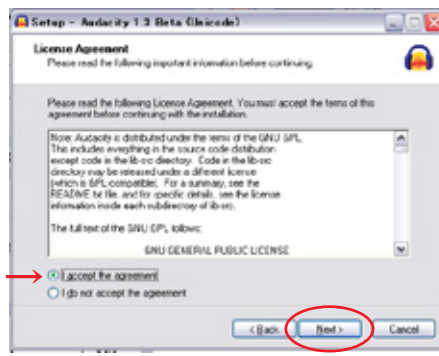 Setup - Audacity 1.3 Beta (Unicode)
License Agreement
Please read the following important information before continuing.
Please read the following License Agreement. You must accept the terms of this
agreement before continuing with the installation.
Note: Audacity is distributed under the terms of the GNU GPL.
This includes everything in the source code distribution
except code in the lib-src directory. Code in the lib-src
directory may be released under a different license
(which is GPL-compatible). For a summary, see the
README.txt file, and for specific details, see the license
information inside each subdirectory of lib-src.
The full text of the GNU GPL follows:
GNU GENERAL PUBLIC LICENSE
I accept the agreement
I do not accept the agreement
< Back
Next >
Cancel